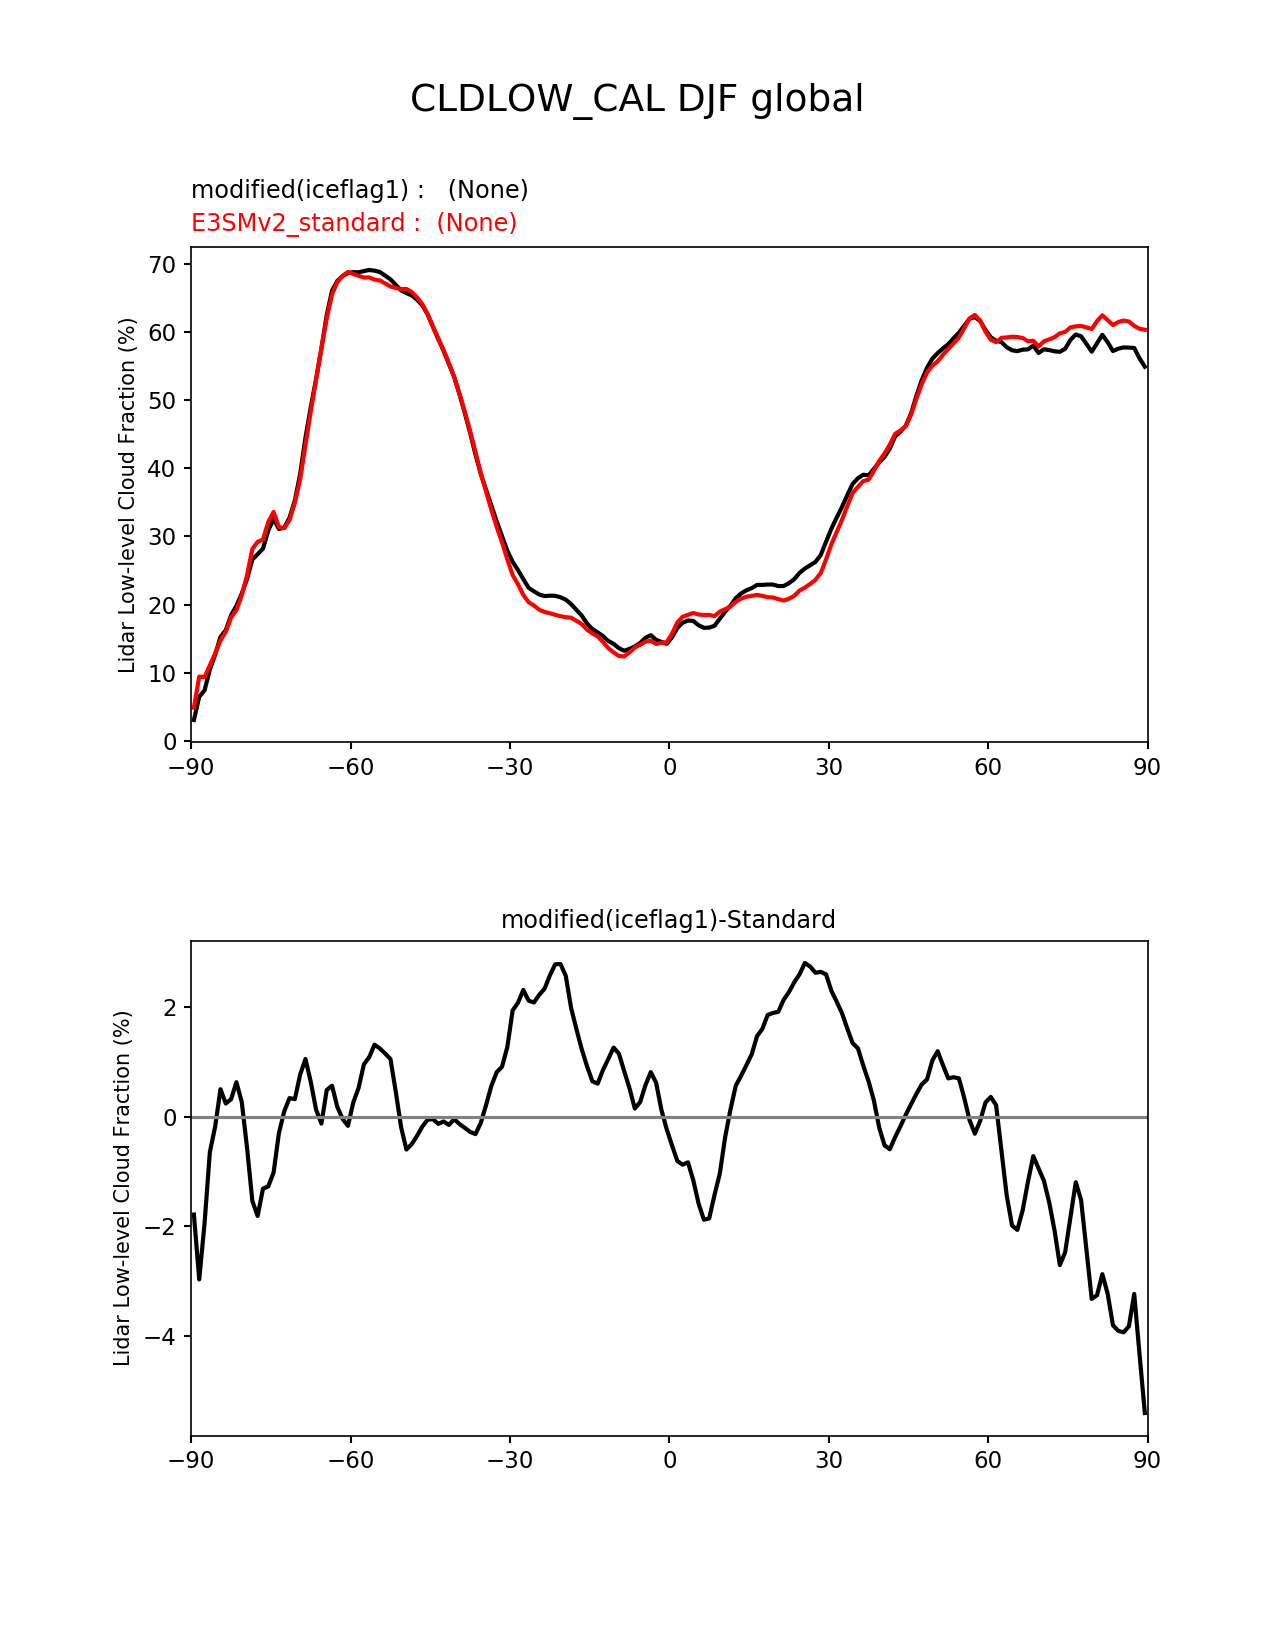 CLDLOW_CAL DJF global
modified(iceflag1) :   (None)
E3SMv2_standard :  (None)
Lidar Low-level Cloud Fraction (%)
70
60
50
40
30
20
10
0
−90 −60 −30 0 30 60 90
modified(iceflag1)-Standard
Lidar Low-level Cloud Fraction (%)
2
0
−2
−4
−90 −60 −30 0 30 60 90